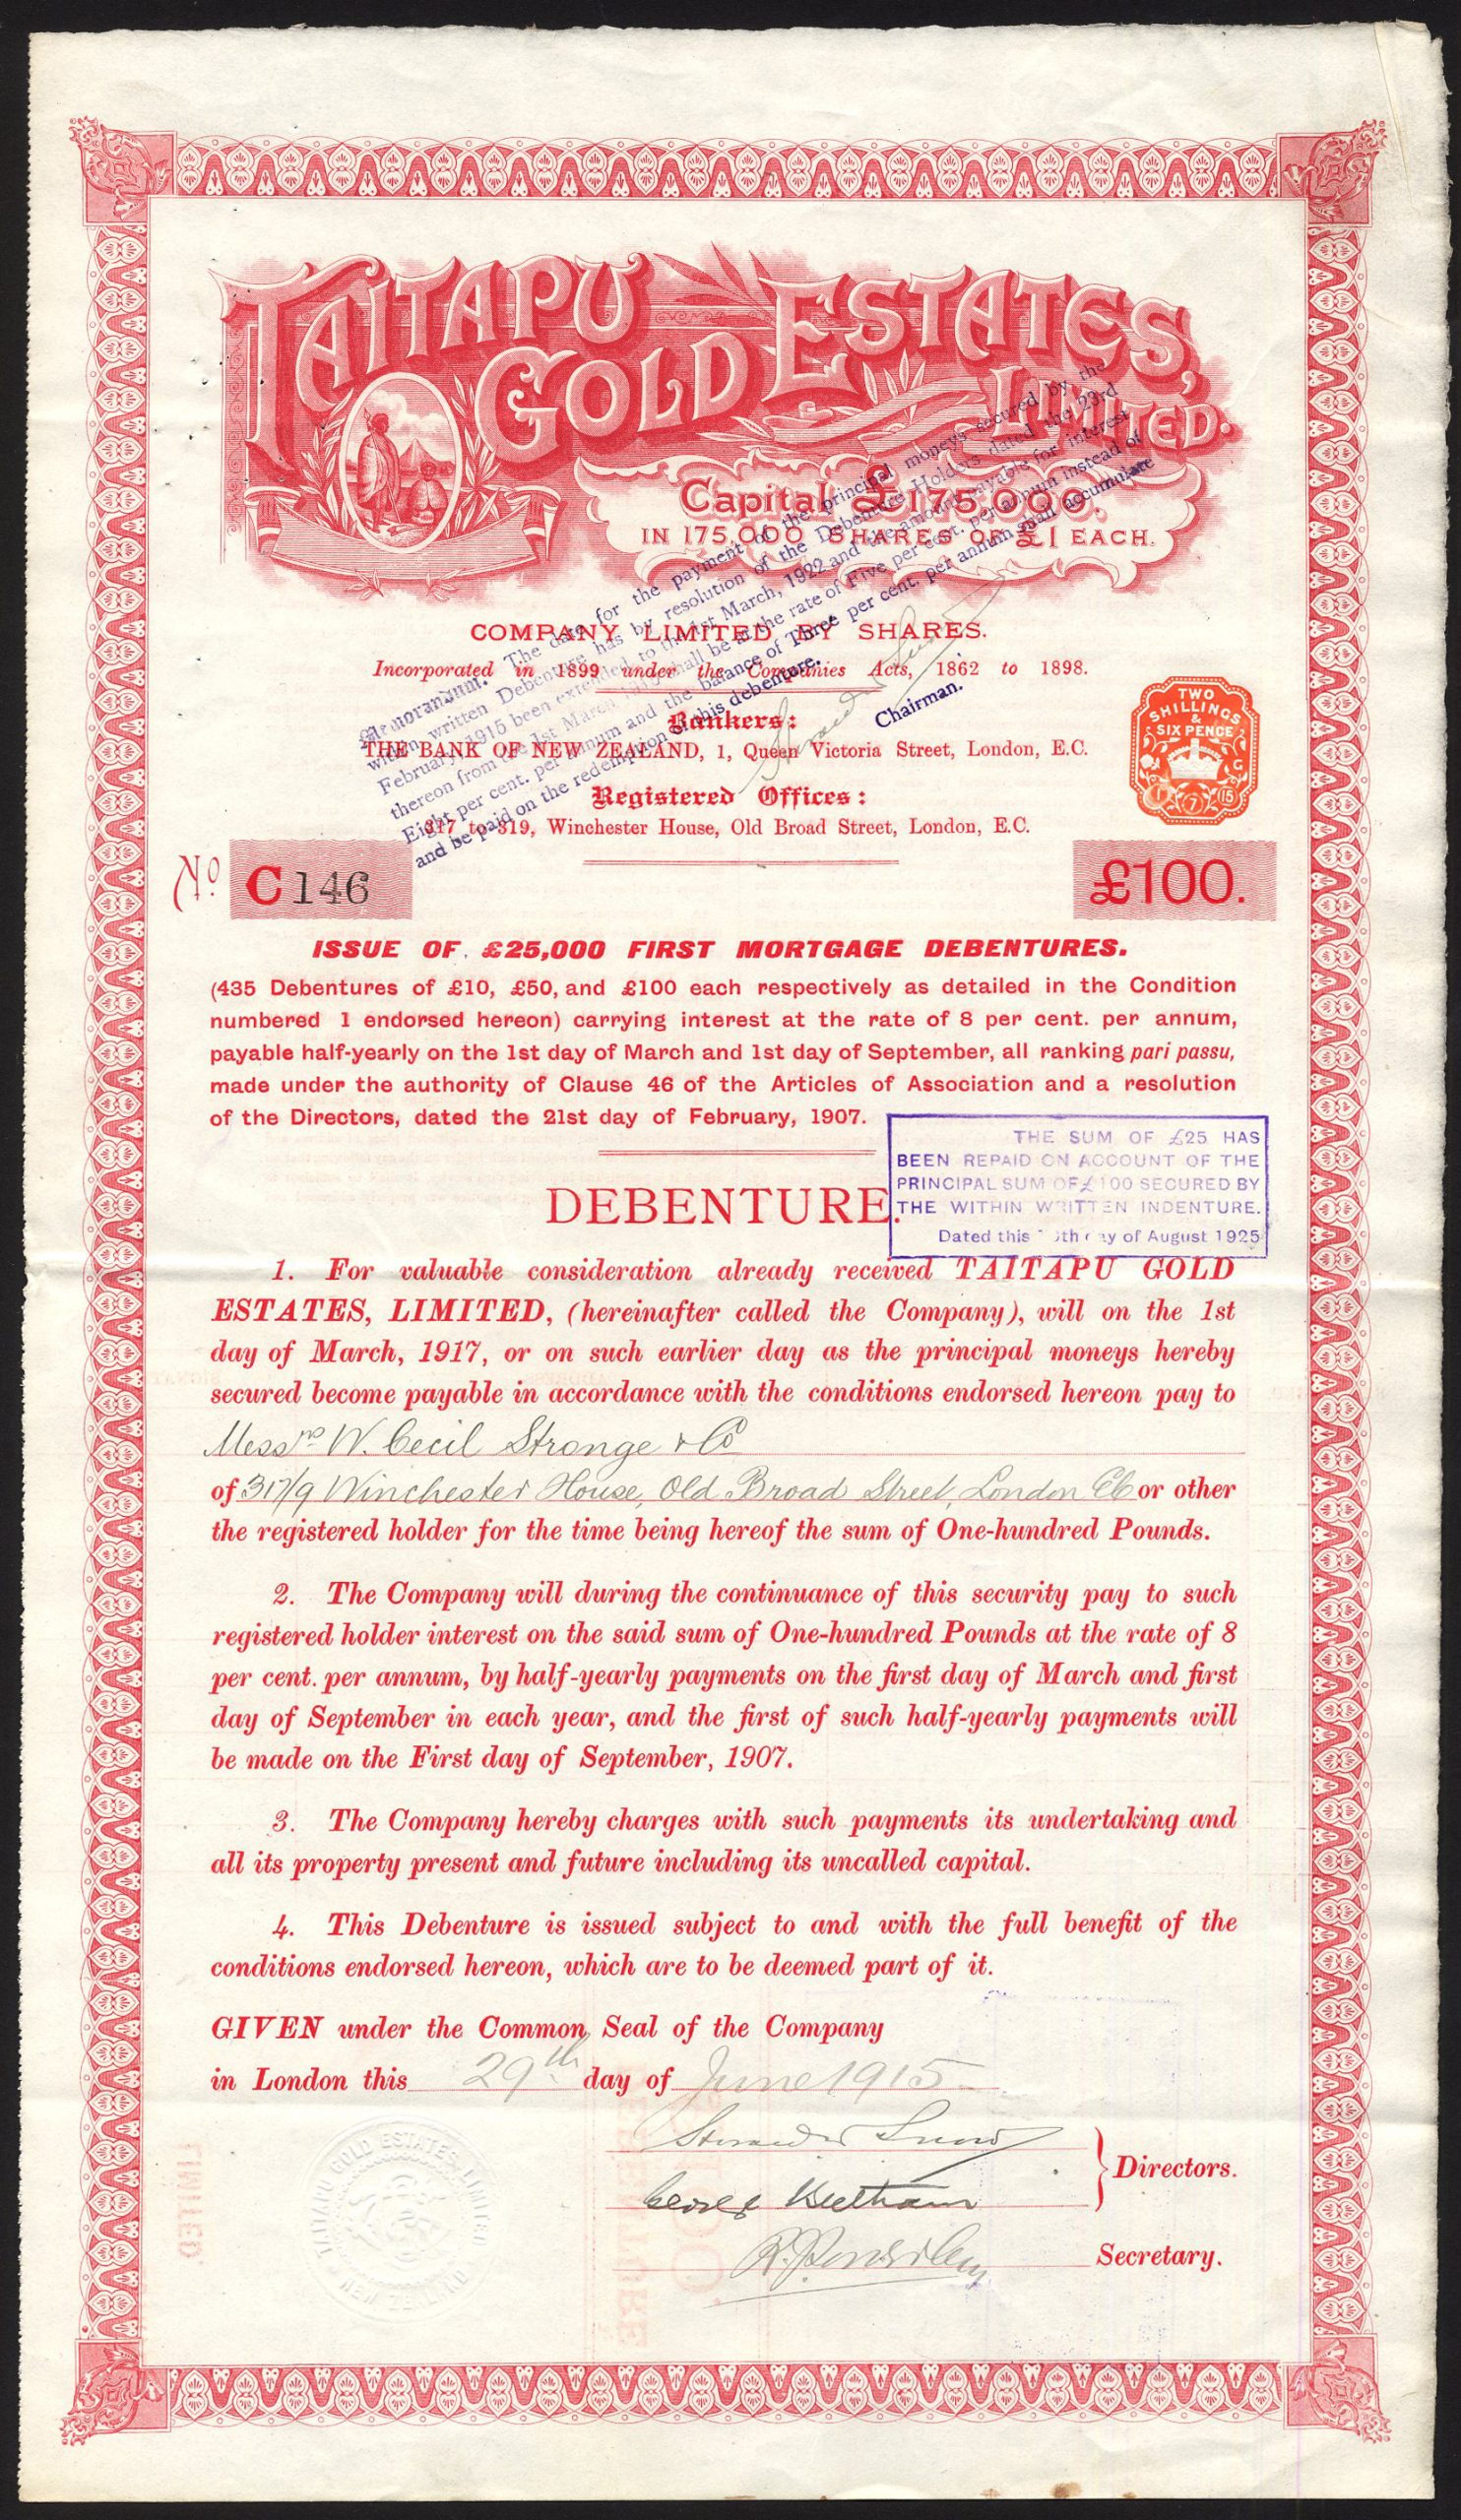 TAITAPU GOLD ESTATES, LIMITED.
Capital £175,000.
IN 175,000 SHARES OF £1 EACH.
COMPANY LIMITED BY SHARES.
Incorporated in 1899 under the Companies Acts, 1862 to 1898.
Bankers:
THE BANK OF NEW ZEALAND, 1, Queen Victoria Street, London, E.C.
Registered Offices:
317 to 319, Winchester House, Old Broad Street, London, E.C.
Memorandum. The date for the payment of the principal moneys secured by the
within written Debenture has by resolution of the Debenture Holders dated the 23rd
February 1915 been extended to the 1st March, 1922 and the amount payable for interest
thereon from the 1st March 1915 shall be at the rate of Five per cent. per annum instead of
Eight per cent. per annum and the balance of Three per cent. per annum shall accumulate
and be paid on the redemption of this debenture.
Chairman.
TWO
SHILLINGS
&
SIX PENCE
1 7 15
No. C 146
£100.
ISSUE OF £25,000 FIRST MORTGAGE DEBENTURES.
(435 Debentures of £10, £50, and £100 each respectively as detailed in the Condition
numbered 1 endorsed hereon) carrying interest at the rate of 8 per cent. per annum,
payable half-yearly on the 1st day of March and 1st day of September, all ranking pari passu,
made under the authority of Clause 46 of the Articles of Association and a resolution
of the Directors, dated the 21st day of February, 1907.
THE SUM OF £25 HAS
BEEN REPAID ON ACCOUNT OF THE
PRINCIPAL SUM OF £100 SECURED BY
THE WITHIN WRITTEN INDENTURE.
Dated this day of August 1925
DEBENTURE.
1. For valuable consideration already received TAITAPU GOLD
ESTATES, LIMITED, (hereinafter called the Company), will on the 1st
day of March, 1917, or on such earlier day as the principal moneys hereby
secured become payable in accordance with the conditions endorsed hereon pay to
Messrs W. Cecil Stronge & Co
of 317/9 Winchester House, Old Broad Street, London EC or other
the registered holder for the time being hereof the sum of One-hundred Pounds.
2. The Company will during the continuance of this security pay to such
registered holder interest on the said sum of One-hundred Pounds at the rate of 8
per cent. per annum, by half-yearly payments on the first day of March and first
day of September in each year, and the first of such half-yearly payments will
be made on the First day of September, 1907.
3. The Company hereby charges with such payments its undertaking and
all its property present and future including its uncalled capital.
4. This Debenture is issued subject to and with the full benefit of the
conditions endorsed hereon, which are to be deemed part of it.
GIVEN under the Common Seal of the Company
in London this 29th day of June 1915
George
Directors.
Secretary.
TAITAPU GOLD ESTATES LIMITED
NEW ZEALAND